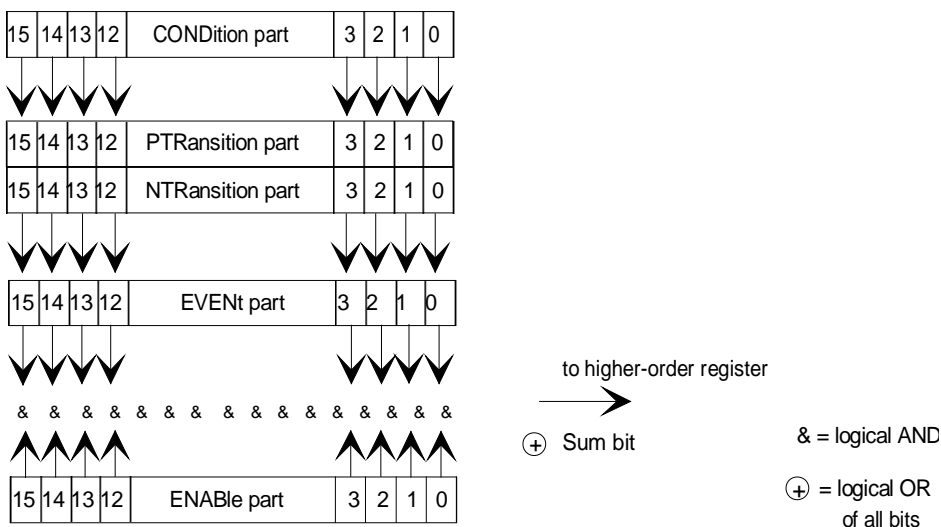 15 14 13 12 CONDition part 3 2 1 0
15 14 13 12 PTRansition part 3 2 1 0
15 14 13 12 NTRansition part 3 2 1 0
15 14 13 12 EVENt part 3 2 1 0
to higher-order register
& & & & & & & & & & & & & & & &
+ Sum bit
& = logical AND
15 14 13 12 ENABle part 3 2 1 0
+ = logical OR
of all bits